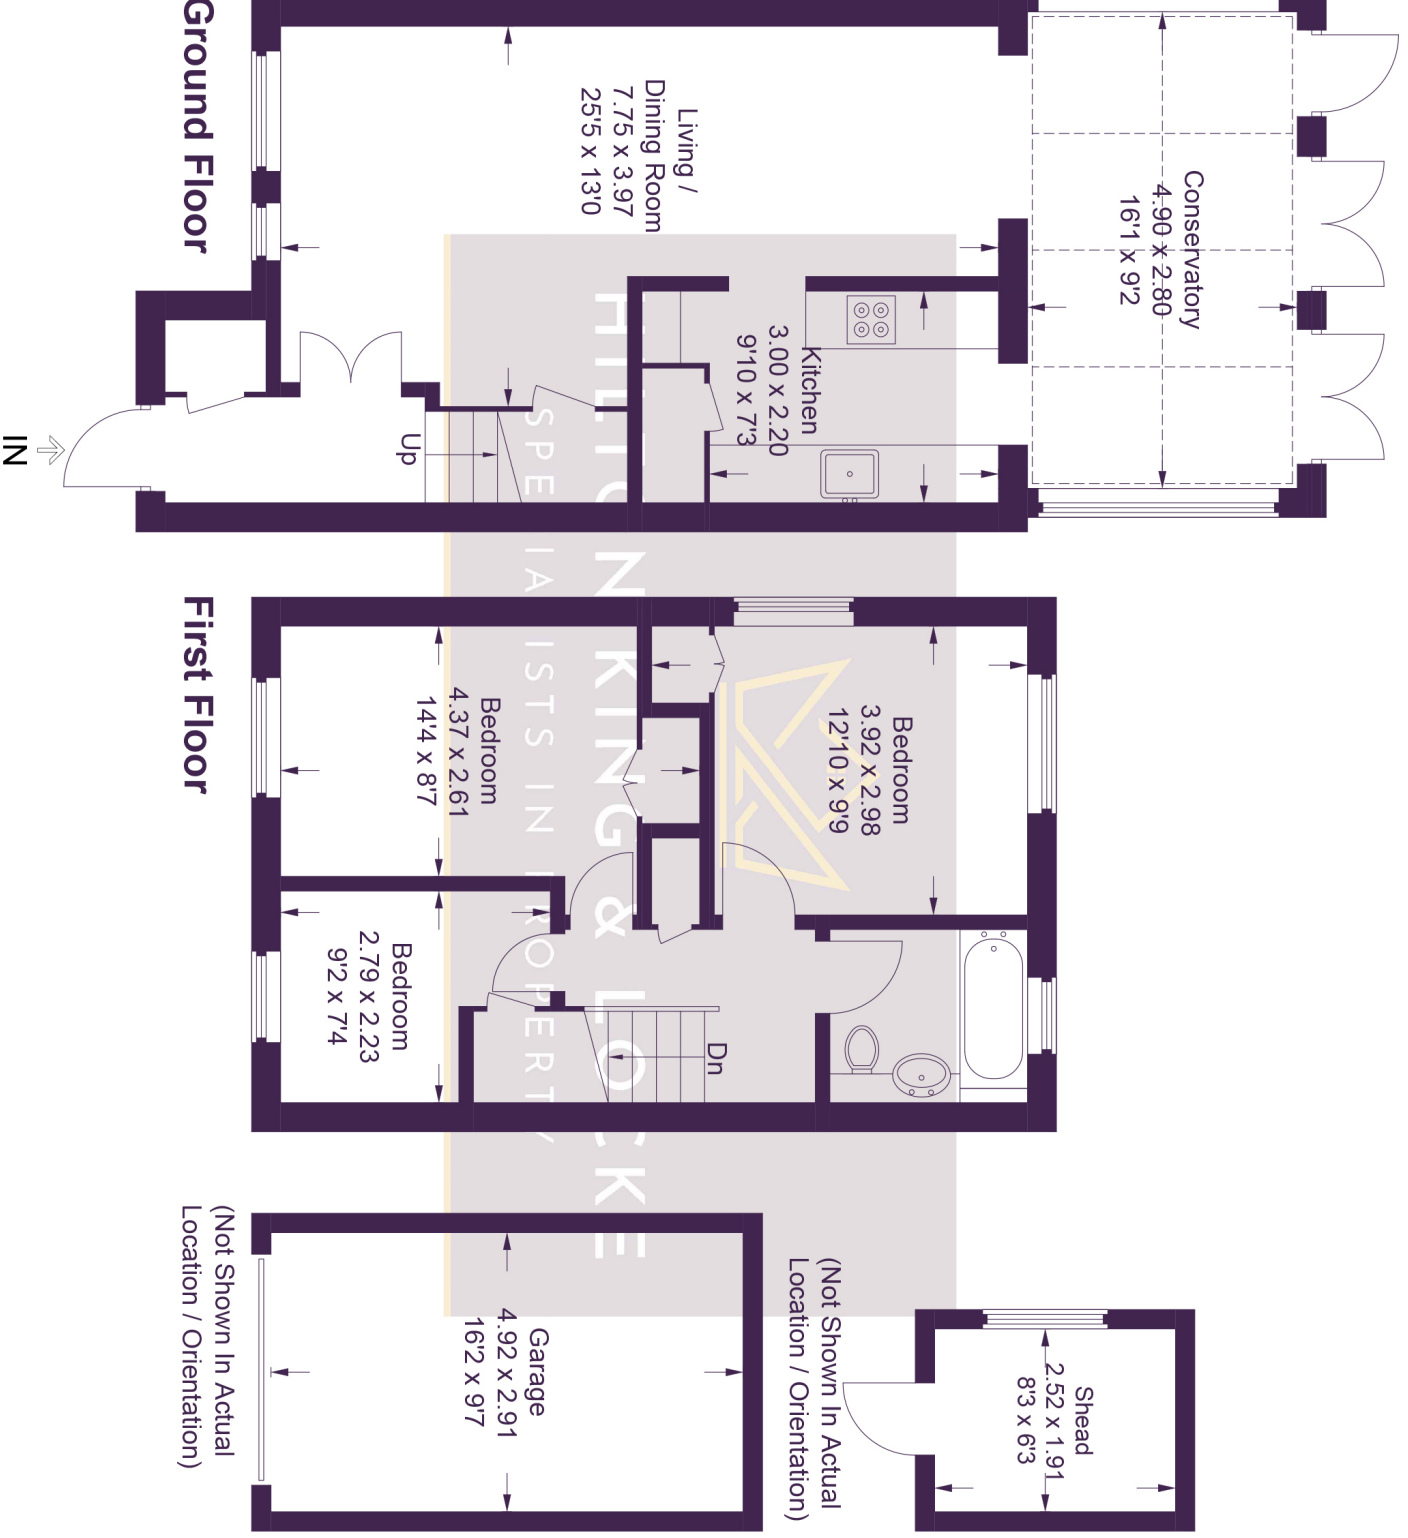 Conservatory
4.90 x 2.80
16'1 x 9'2
Living /
Dining Room
7.75 x 3.97
25'5 x 13'0
Kitchen
3.00 x 2.20
9'10 x 7'3
Up
IN
Ground Floor
Bedroom
3.92 x 2.98
12'10 x 9'9
Bedroom
4.37 x 2.61
14'4 x 8'7
Bedroom
2.79 x 2.23
9'2 x 7'4
Dn
First Floor
Shead
2.52 x 1.91
8'3 x 6'3
(Not Shown In Actual
Location / Orientation)
Garage
4.92 x 2.91
16'2 x 9'7
(Not Shown In Actual
Location / Orientation)
HILTON KING & LOCKE
SPECIALISTS IN PROPERTY